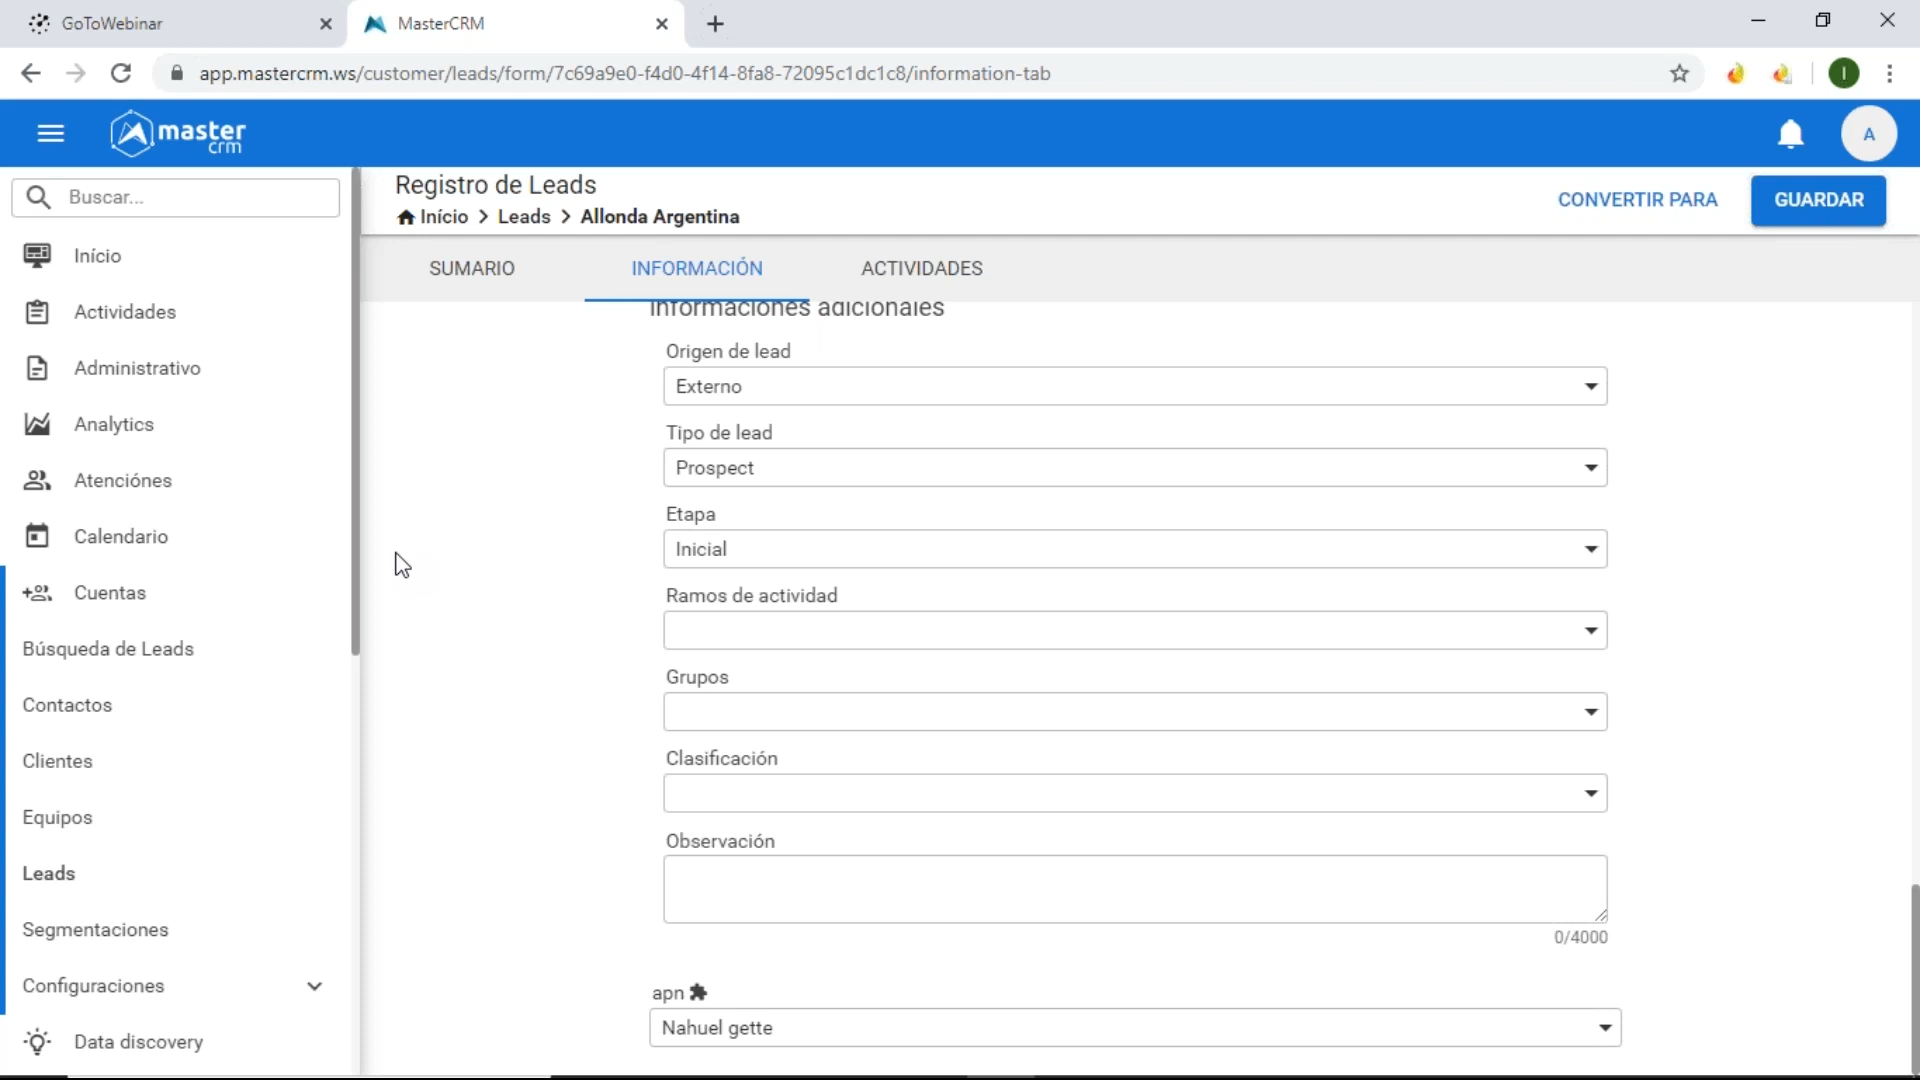 GoToWebinar
MasterCRM
app.mastercrm.ws/customer/leads/form/7c69a9e0-f4d0-4f14-8fa8-72095c1dc1c8/information-tab
I
master
crm
A
Buscar...
Registro de Leads
Início > Leads > Allonda Argentina
CONVERTIR PARA
GUARDAR
SUMARIO
INFORMACIÓN
ACTIVIDADES
Início
Actividades
Administrativo
Analytics
Atenciónes
Calendario
Cuentas
Búsqueda de Leads
Contactos
Clientes
Equipos
Leads
Segmentaciones
Configuraciones
Data discovery
Informaciones adicionales
Origen de lead
Externo
Tipo de lead
Prospect
Etapa
Inicial
Ramos de actividad
Grupos
Clasificación
Observación
0/4000
apn
Nahuel gette